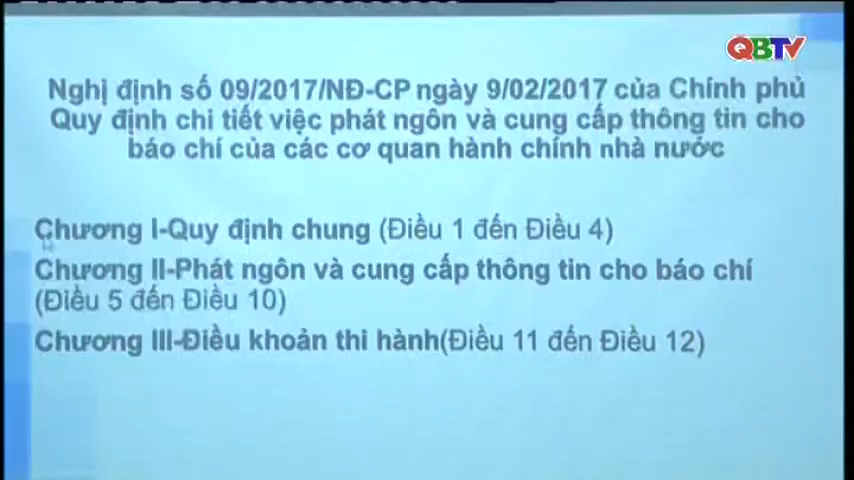 QBTV
Nghị định số 09/2017/NĐ-CP ngày 9/02/2017 của Chính phủ
Quy định chi tiết việc phát ngôn và cung cấp thông tin cho
báo chí của các cơ quan hành chính nhà nước
Chương I-Quy định chung (Điều 1 đến Điều 4)
Chương II-Phát ngôn và cung cấp thông tin cho báo chí
(Điều 5 đến Điều 10)
Chương III-Điều khoản thi hành(Điều 11 đến Điều 12)